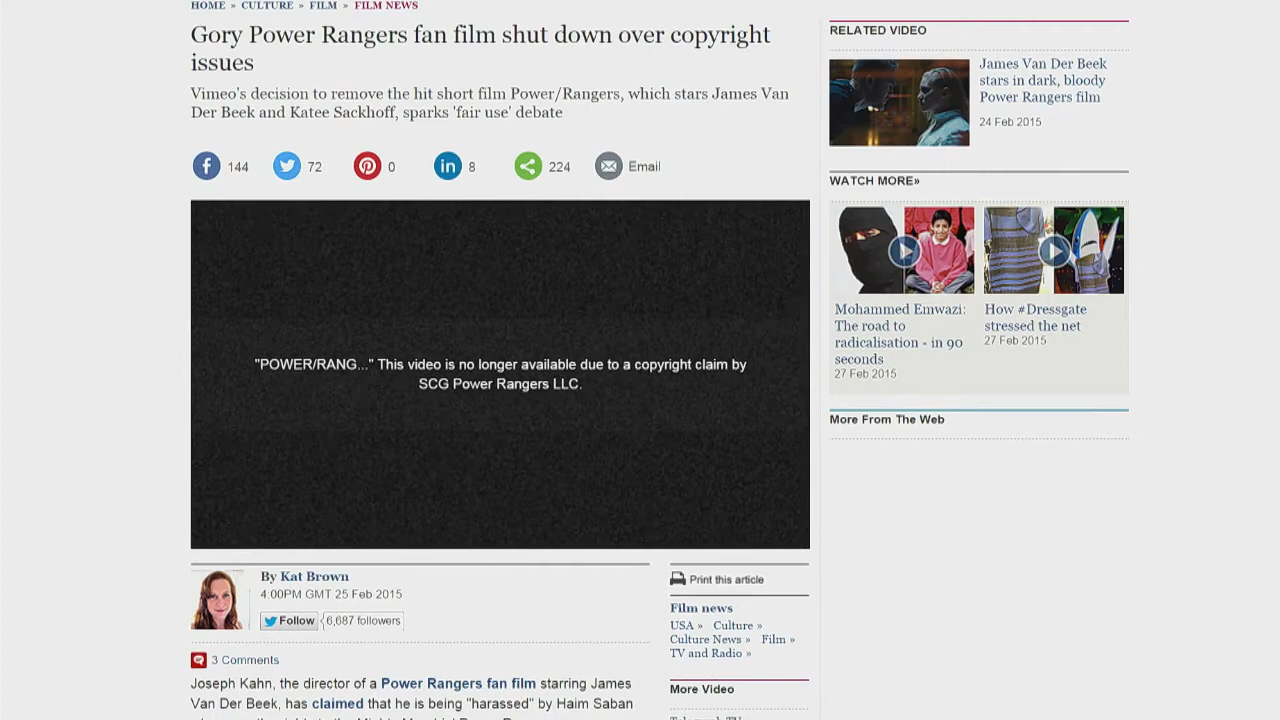 HOME » CULTURE » FILM » FILM NEWS
Gory Power Rangers fan film shut down over copyright
issues
Vimeo's decision to remove the hit short film Power/Rangers, which stars James Van
Der Beek and Katee Sackhoff, sparks 'fair use' debate
144 72 0 8 224 Email
"POWER/RANG..." This video is no longer available due to a copyright claim by
SCG Power Rangers LLC.
By Kat Brown
4:00PM GMT 25 Feb 2015
Follow 6,687 followers
3 Comments
Joseph Kahn, the director of a Power Rangers fan film starring James
Van Der Beek, has claimed that he is being "harassed" by Haim Saban
Print this article
Film news
USA » Culture »
Culture News » Film »
TV and Radio »
More Video
RELATED VIDEO
James Van Der Beek
stars in dark, bloody
Power Rangers film
24 Feb 2015
WATCH MORE»
Mohammed Emwazi:
The road to
radicalisation - in 90
seconds
27 Feb 2015
How #Dressgate
stressed the net
27 Feb 2015
More From The Web